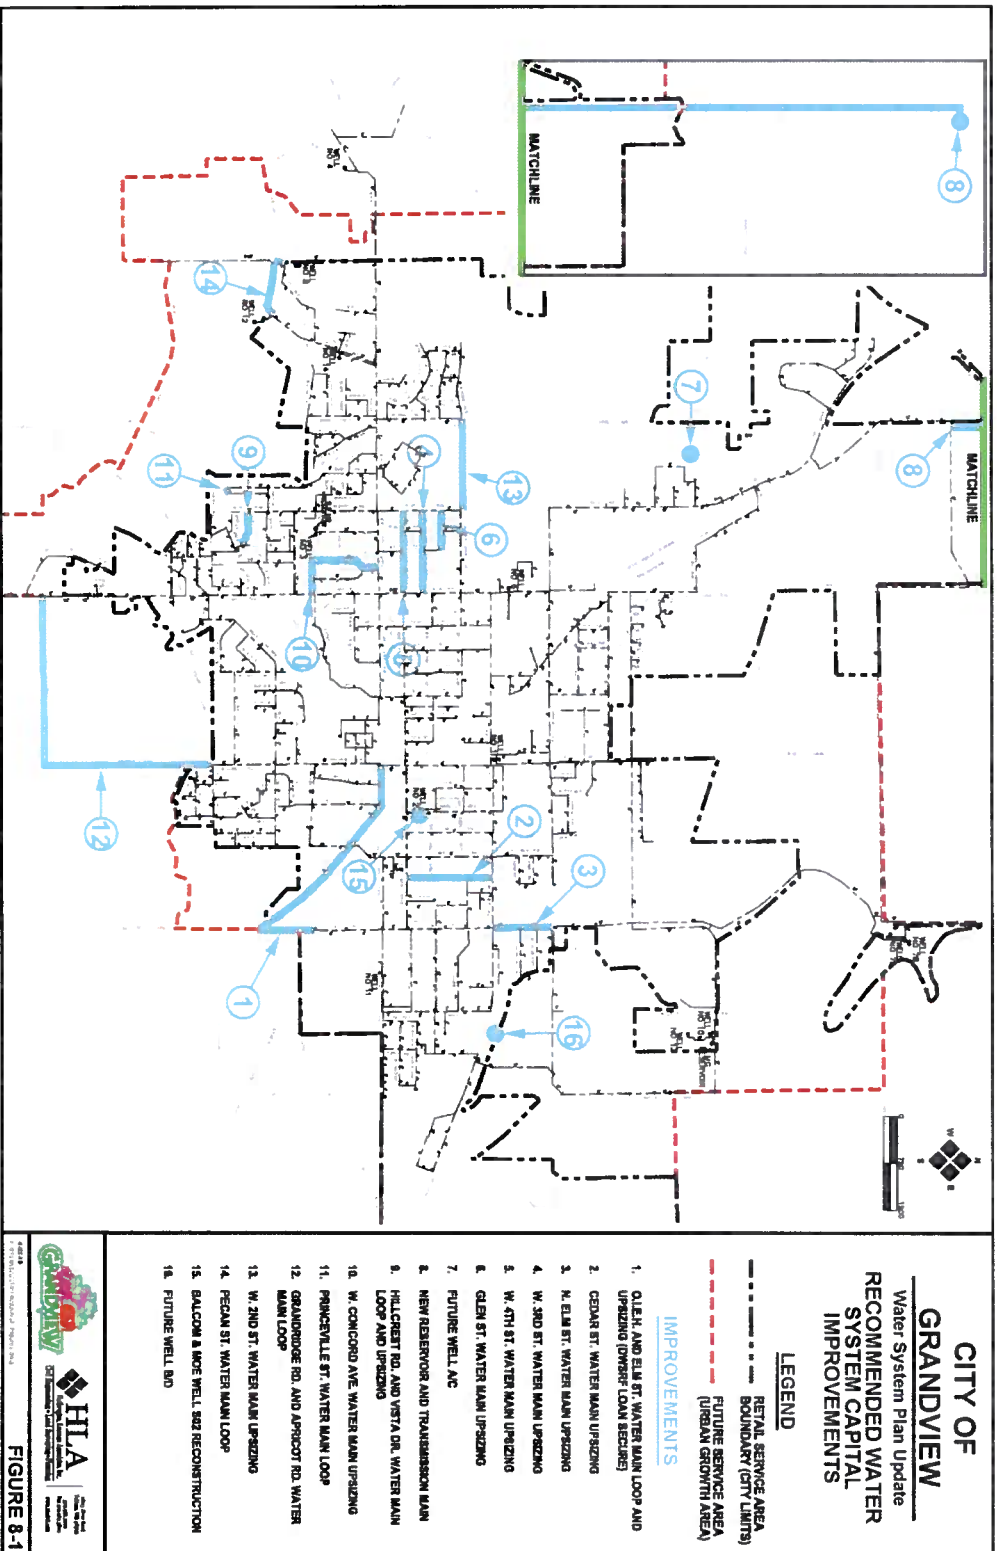 CITY OF
GRANDVIEW
Water System Plan Update
RECOMMENDED WATER
SYSTEM CAPITAL
IMPROVEMENTS
LEGEND
RETAIL SERVICE AREA
BOUNDARY (CITY LIMITS)
FUTURE SERVICE AREA
(URBAN GROWTH AREA)
IMPROVEMENTS
1. O.I.E.H. AND ELM ST. WATER MAIN LOOP AND
UPSIZING (DWSRF LOAN SECURE)
2. CEDAR ST. WATER MAIN UPSIZING
3. N. ELM ST. WATER MAIN UPSIZING
4. W. 3RD ST. WATER MAIN UPSIZING
5. W. 4TH ST. WATER MAIN UPSIZING
6. GLEN ST. WATER MAIN UPSIZING
7. FUTURE WELL A/C
8. NEW RESERVOIR AND TRANSMISSION MAIN
9. HILLCREST RD. AND VISTA DR. WATER MAIN
LOOP AND UPSIZING
10. W. CONCORD AVE. WATER MAIN UPSIZING
11. PRINCEVILLE ST. WATER MAIN LOOP
12. GRANDRIDGE RD. AND APRICOT RD. WATER
MAIN LOOP
13. W. 2ND ST. WATER MAIN UPSIZING
14. PECAN ST. WATER MAIN LOOP
15. BALCOM & MOE WELL S02 RECONSTRUCTION
16. FUTURE WELL B/D
GRANDVIEW
HLA
FIGURE 8-1
MATCHLINE
MATCHLINE
8
8
7
14
9
11
13
6
10
12
15
2
3
1
16
N
W
E
S
WELL
NO 11